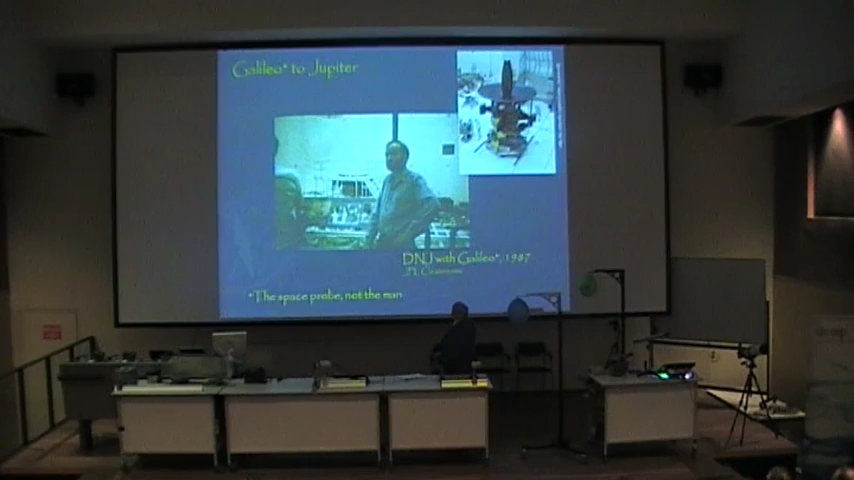 Galileo* to Jupiter
DNJ with Galileo*, 1987
JPL Cleanroom
*The space probe, not the man